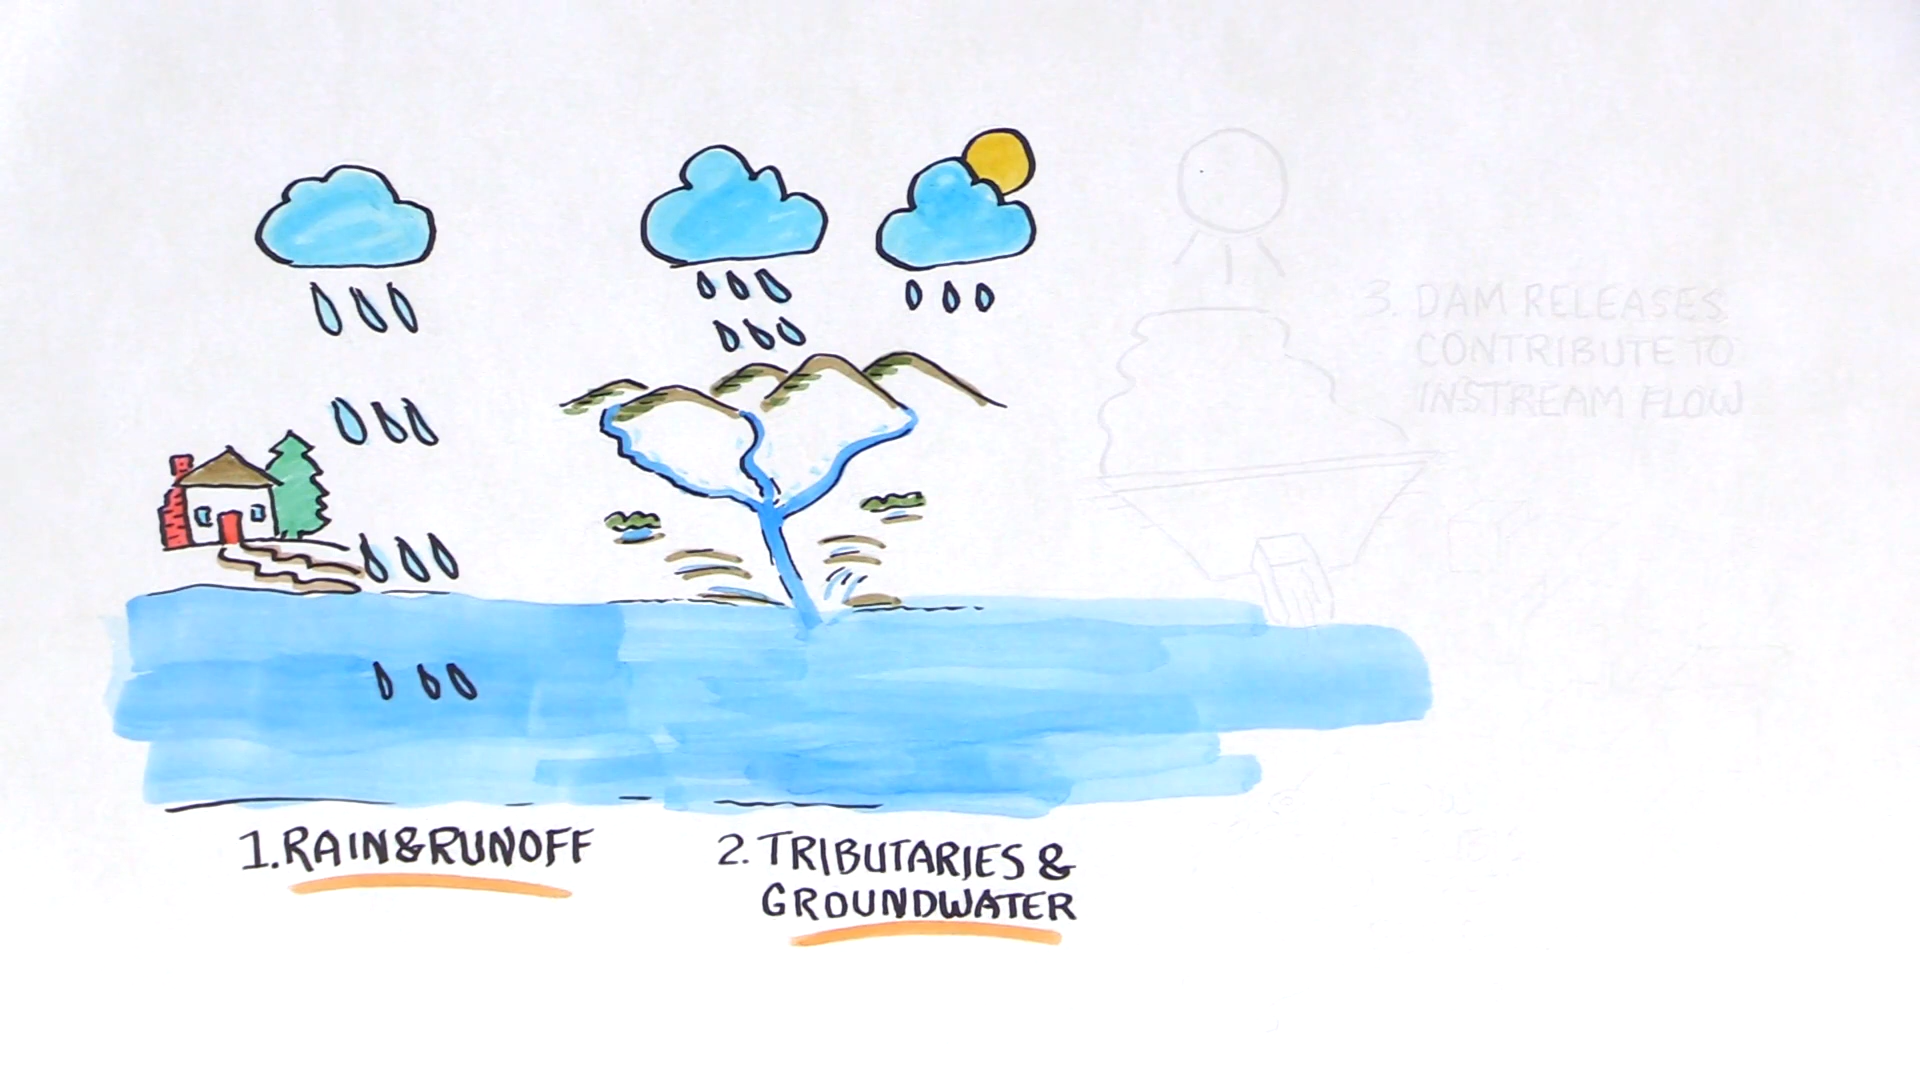 3. DAM RELEASES
CONTRIBUTE TO
INSTREAM FLOW
1. RAIN & RUNOFF
2. TRIBUTARIES &
GROUNDWATER